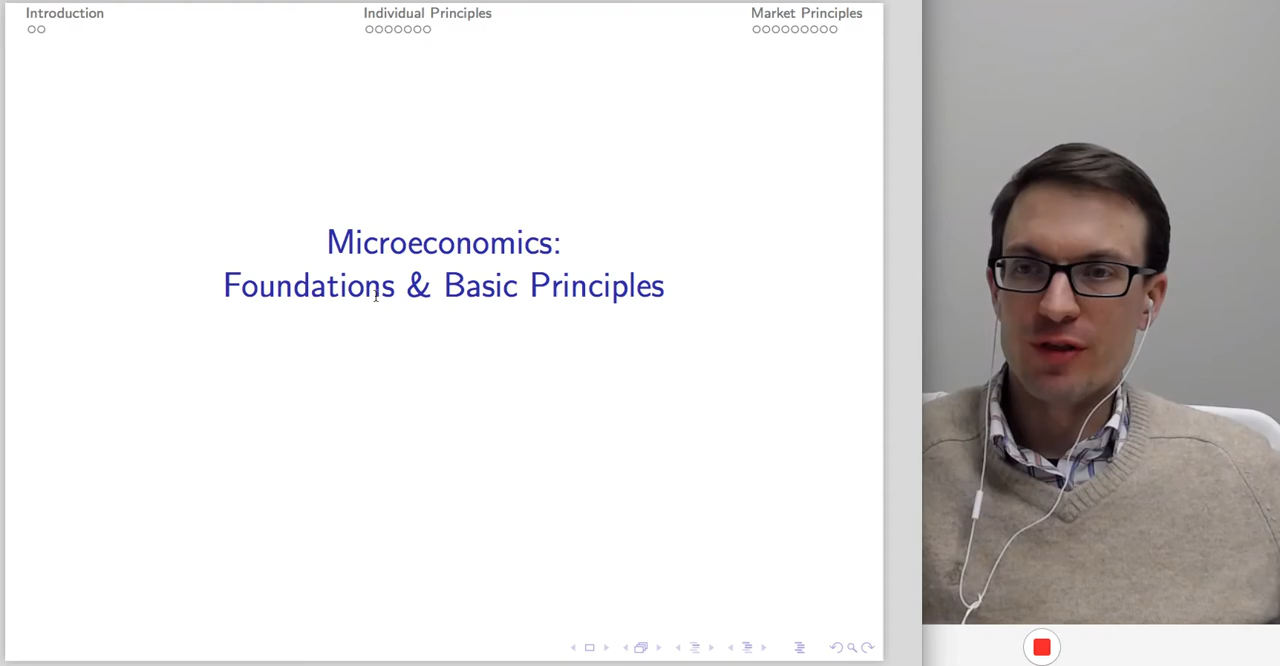 Introduction
Individual Principles
Market Principles
Microeconomics:
Foundations & Basic Principles